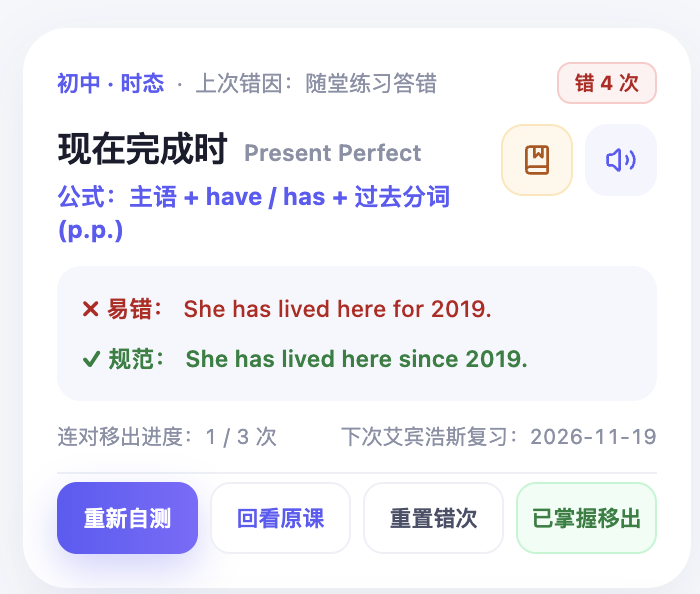 初中 · 时态 · 上次错因：随堂练习答错
错 4 次
现在完成时 Present Perfect
公式：主语 + have / has + 过去分词
(p.p.)
✕ 易错： She has lived here for 2019.
✓ 规范： She has lived here since 2019.
连对移出进度：1 / 3 次
下次艾宾浩斯复习：2026-11-19
重新自测
回看原课
重置错次
已掌握移出